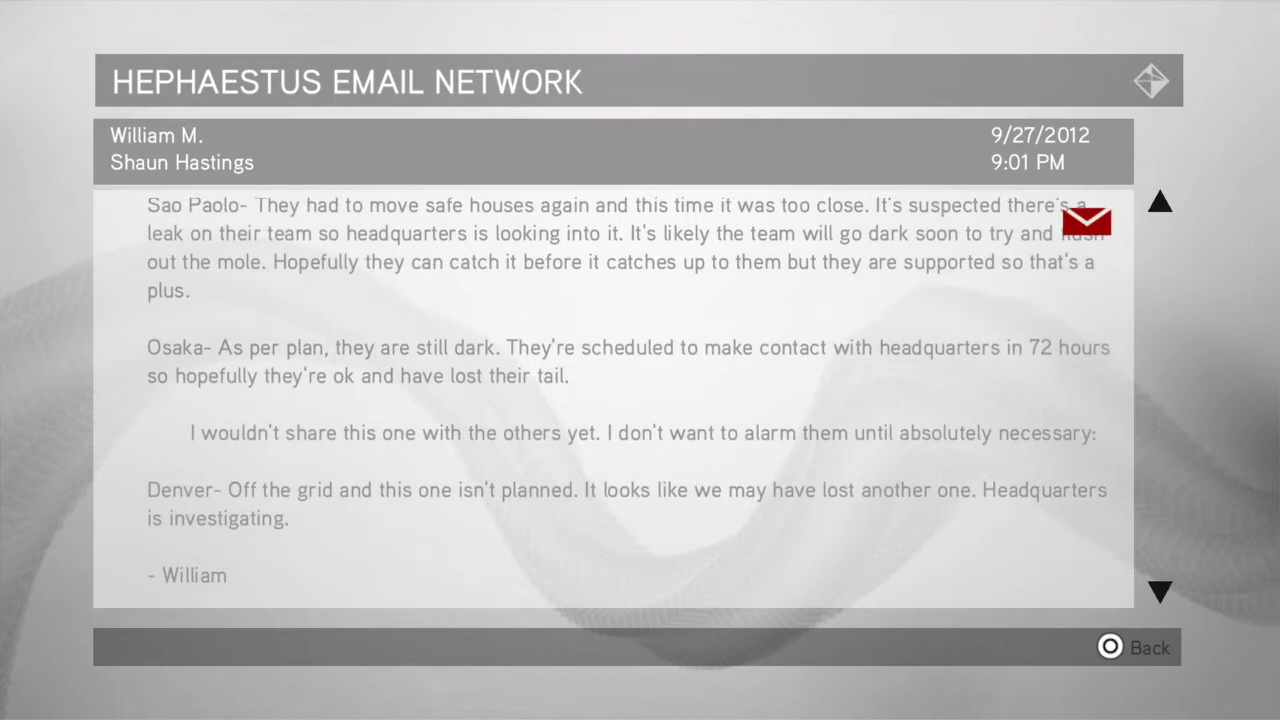 HEPHAESTUS EMAIL NETWORK
William M.
9/27/2012
Shaun Hastings
9:01 PM
Sao Paolo- They had to move safe houses again and this time it was too close. It's suspected there's a
leak on their team so headquarters is looking into it. It's likely the team will go dark soon to try and flush
out the mole. Hopefully they can catch it before it catches up to them but they are supported so that's a
plus.
Osaka- As per plan, they are still dark. They're scheduled to make contact with headquarters in 72 hours
so hopefully they're ok and have lost their tail.
I wouldn't share this one with the others yet. I don't want to alarm them until absolutely necessary:
Denver- Off the grid and this one isn't planned. It looks like we may have lost another one. Headquarters
is investigating.
- William
Back